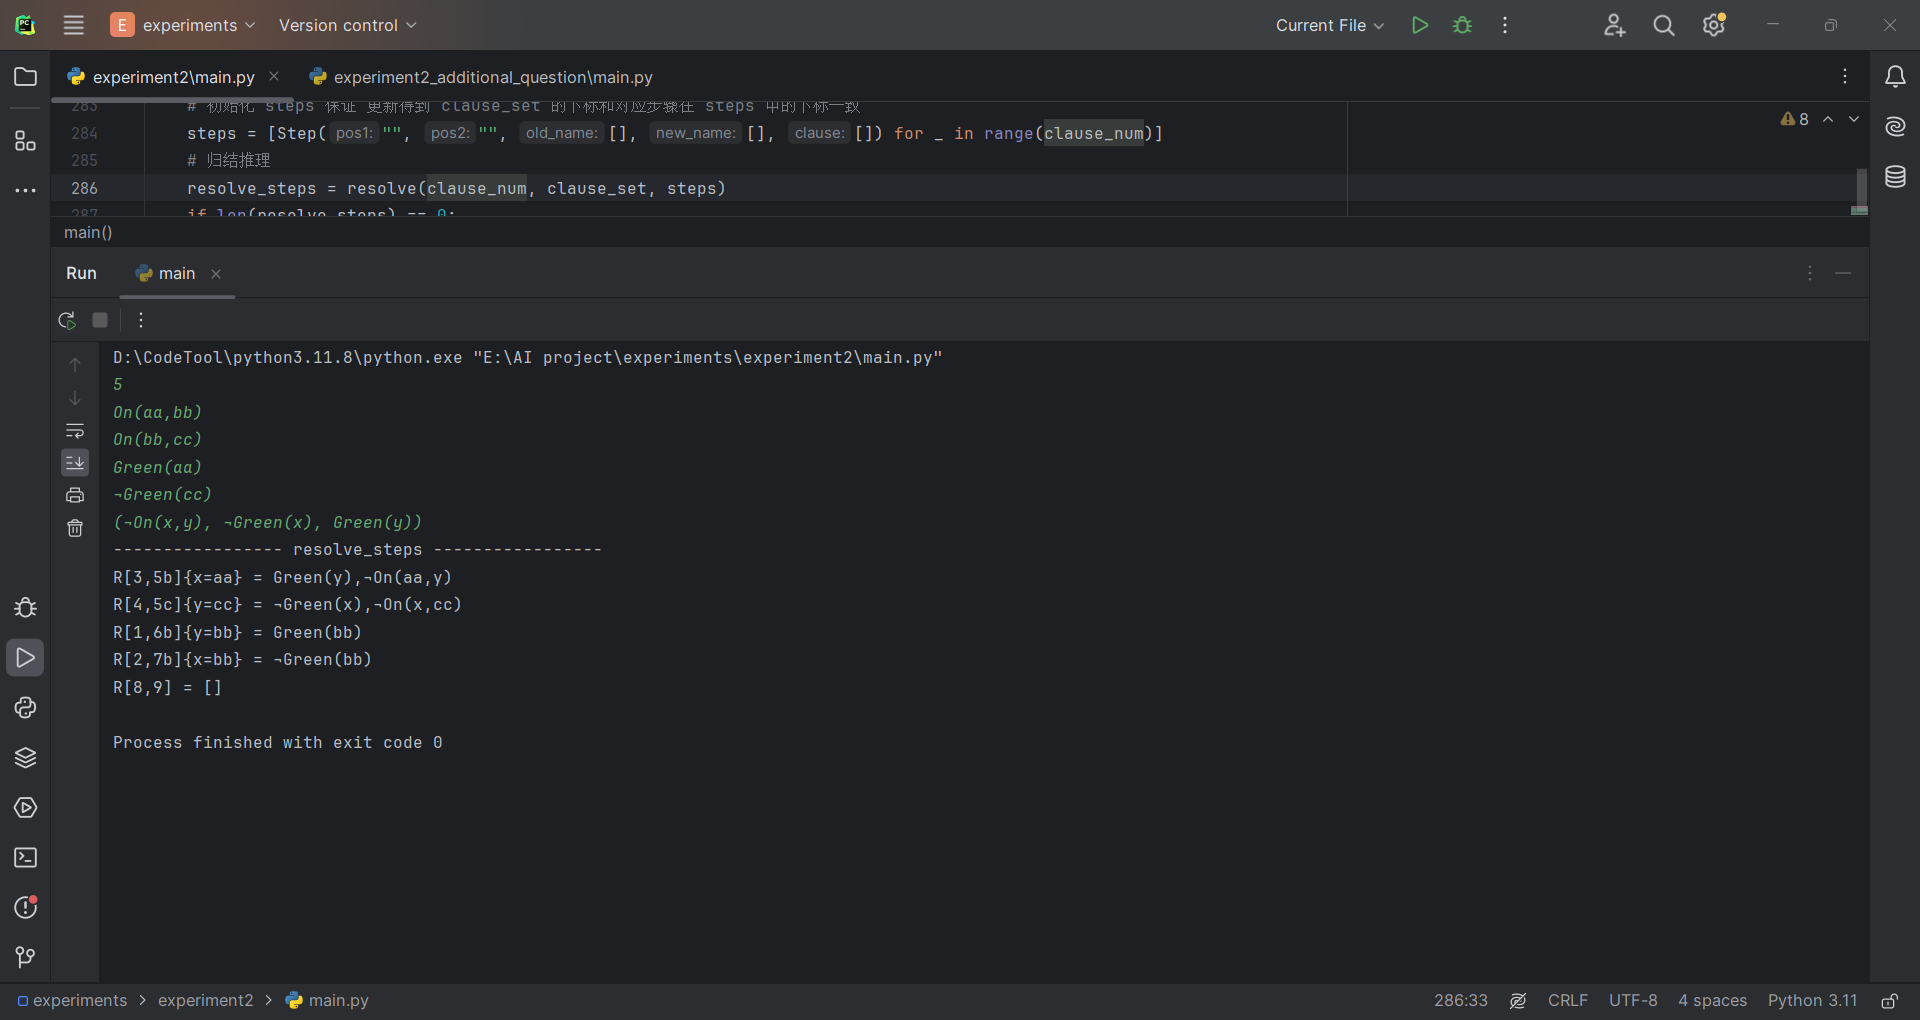 PC
E experiments Version control Current File
experiment2\main.py experiment2_additional_question\main.py
283 # 初始化 steps 保证 更新得到 clause_set 的下标和对应步骤在 steps 中的下标一致
284 steps = [Step(pos1: "", pos2: "", old_name: [], new_name: [], clause: []) for _ in range(clause_num)]
8
285 # 归结推理
286 resolve_steps = resolve(clause_num, clause_set, steps)
287 if len(resolve_steps) == 0:
main()
Run main
D:\CodeTool\python3.11.8\python.exe "E:\AI project\experiments\experiment2\main.py"
5
On(aa,bb)
On(bb,cc)
Green(aa)
¬Green(cc)
(¬On(x,y), ¬Green(x), Green(y))
----------------- resolve_steps -----------------
R[3,5b]{x=aa} = Green(y),¬On(aa,y)
R[4,5c]{y=cc} = ¬Green(x),¬On(x,cc)
R[1,6b]{y=bb} = Green(bb)
R[2,7b]{x=bb} = ¬Green(bb)
R[8,9] = []
Process finished with exit code 0
experiments > experiment2 > main.py 286:33 CRLF UTF-8 4 spaces Python 3.11